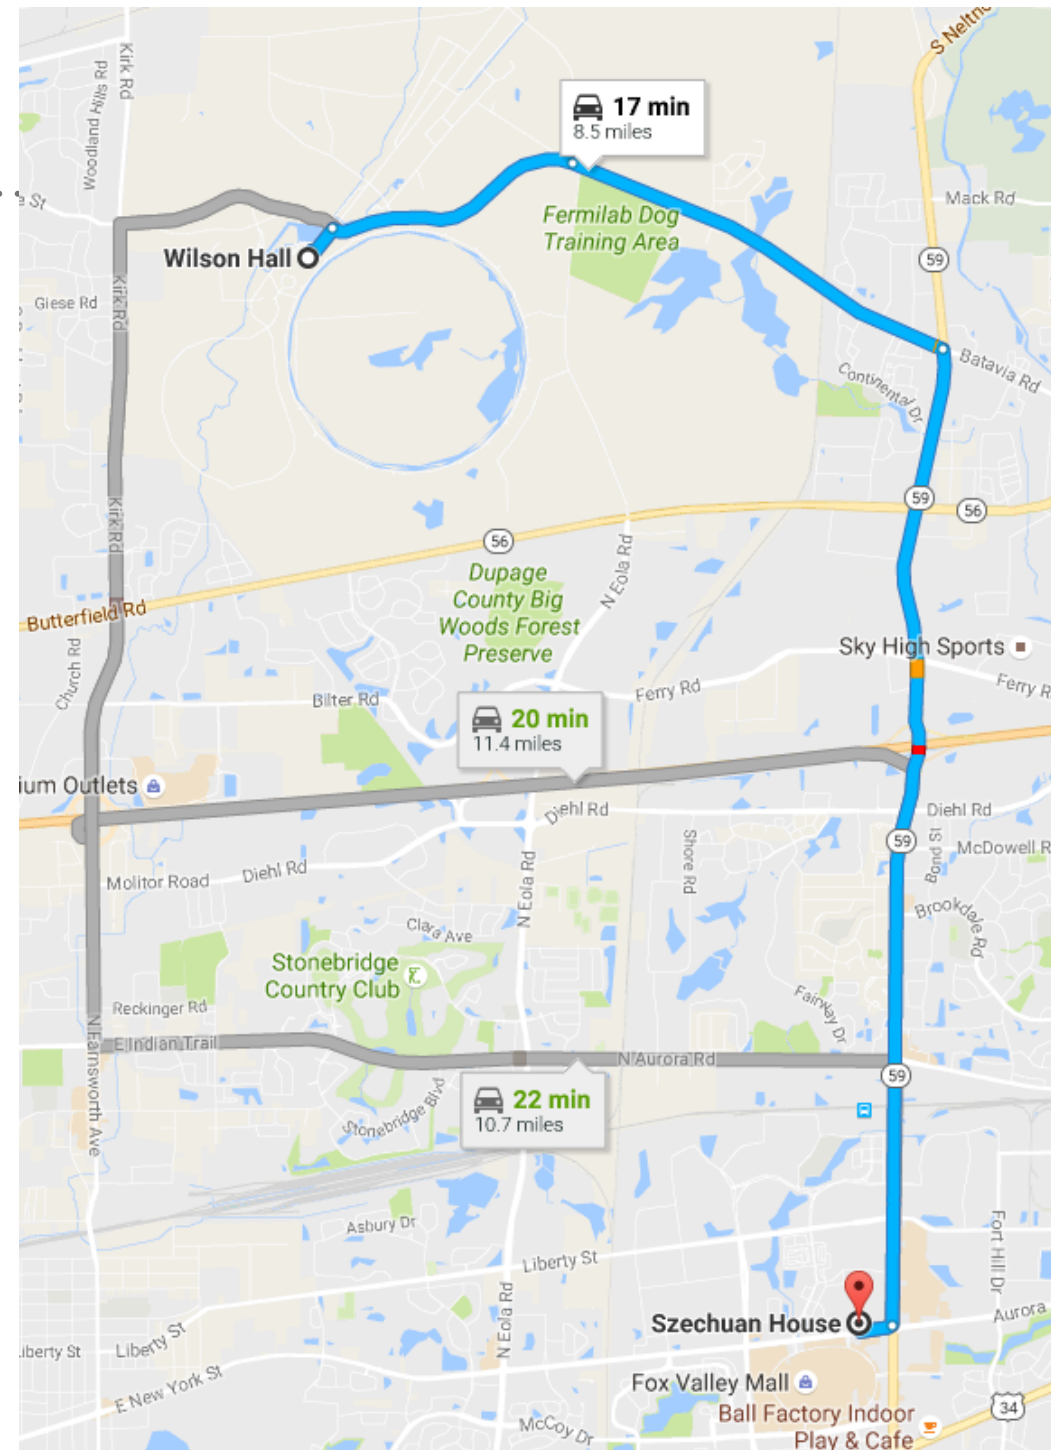 S Neltno
Kirk Rd
Woodland Hills Rd
17 min
8.5 miles
e St
Mack Rd
Fermilab Dog
Training Area
Wilson Hall
59
Giese Rd
Kirk Rd
Batavia Rd
Continental Dr
59
56
Kirk Rd
56
N Eola Rd
Dupage
County Big
Woods Forest
Preserve
Butterfield Rd
Sky High Sports
Church Rd
Ferry Rd
Ferry R
Bilter Rd
20 min
11.4 miles
ium Outlets
Diehl Rd
Diehl Rd
59
Bond St
McDowell R
Shore Rd
Molitor Road
Diehl Rd
N Eola Rd
Brookdale Rd
Clara Ave
Stonebridge
Country Club
Fairway Dr
Reckinger Rd
N Farnsworth Ave
E Indian Trail
N Aurora Rd
59
22 min
10.7 miles
Stonebridge Blvd
Asbury Dr
Fort Hill Dr
Liberty St
N Eola Rd
Szechuan House
Aurora
Liberty St
iberty St
Fox Valley Mall
E New York St
34
Ball Factory Indoor
Play & Cafe
McCoy Dr